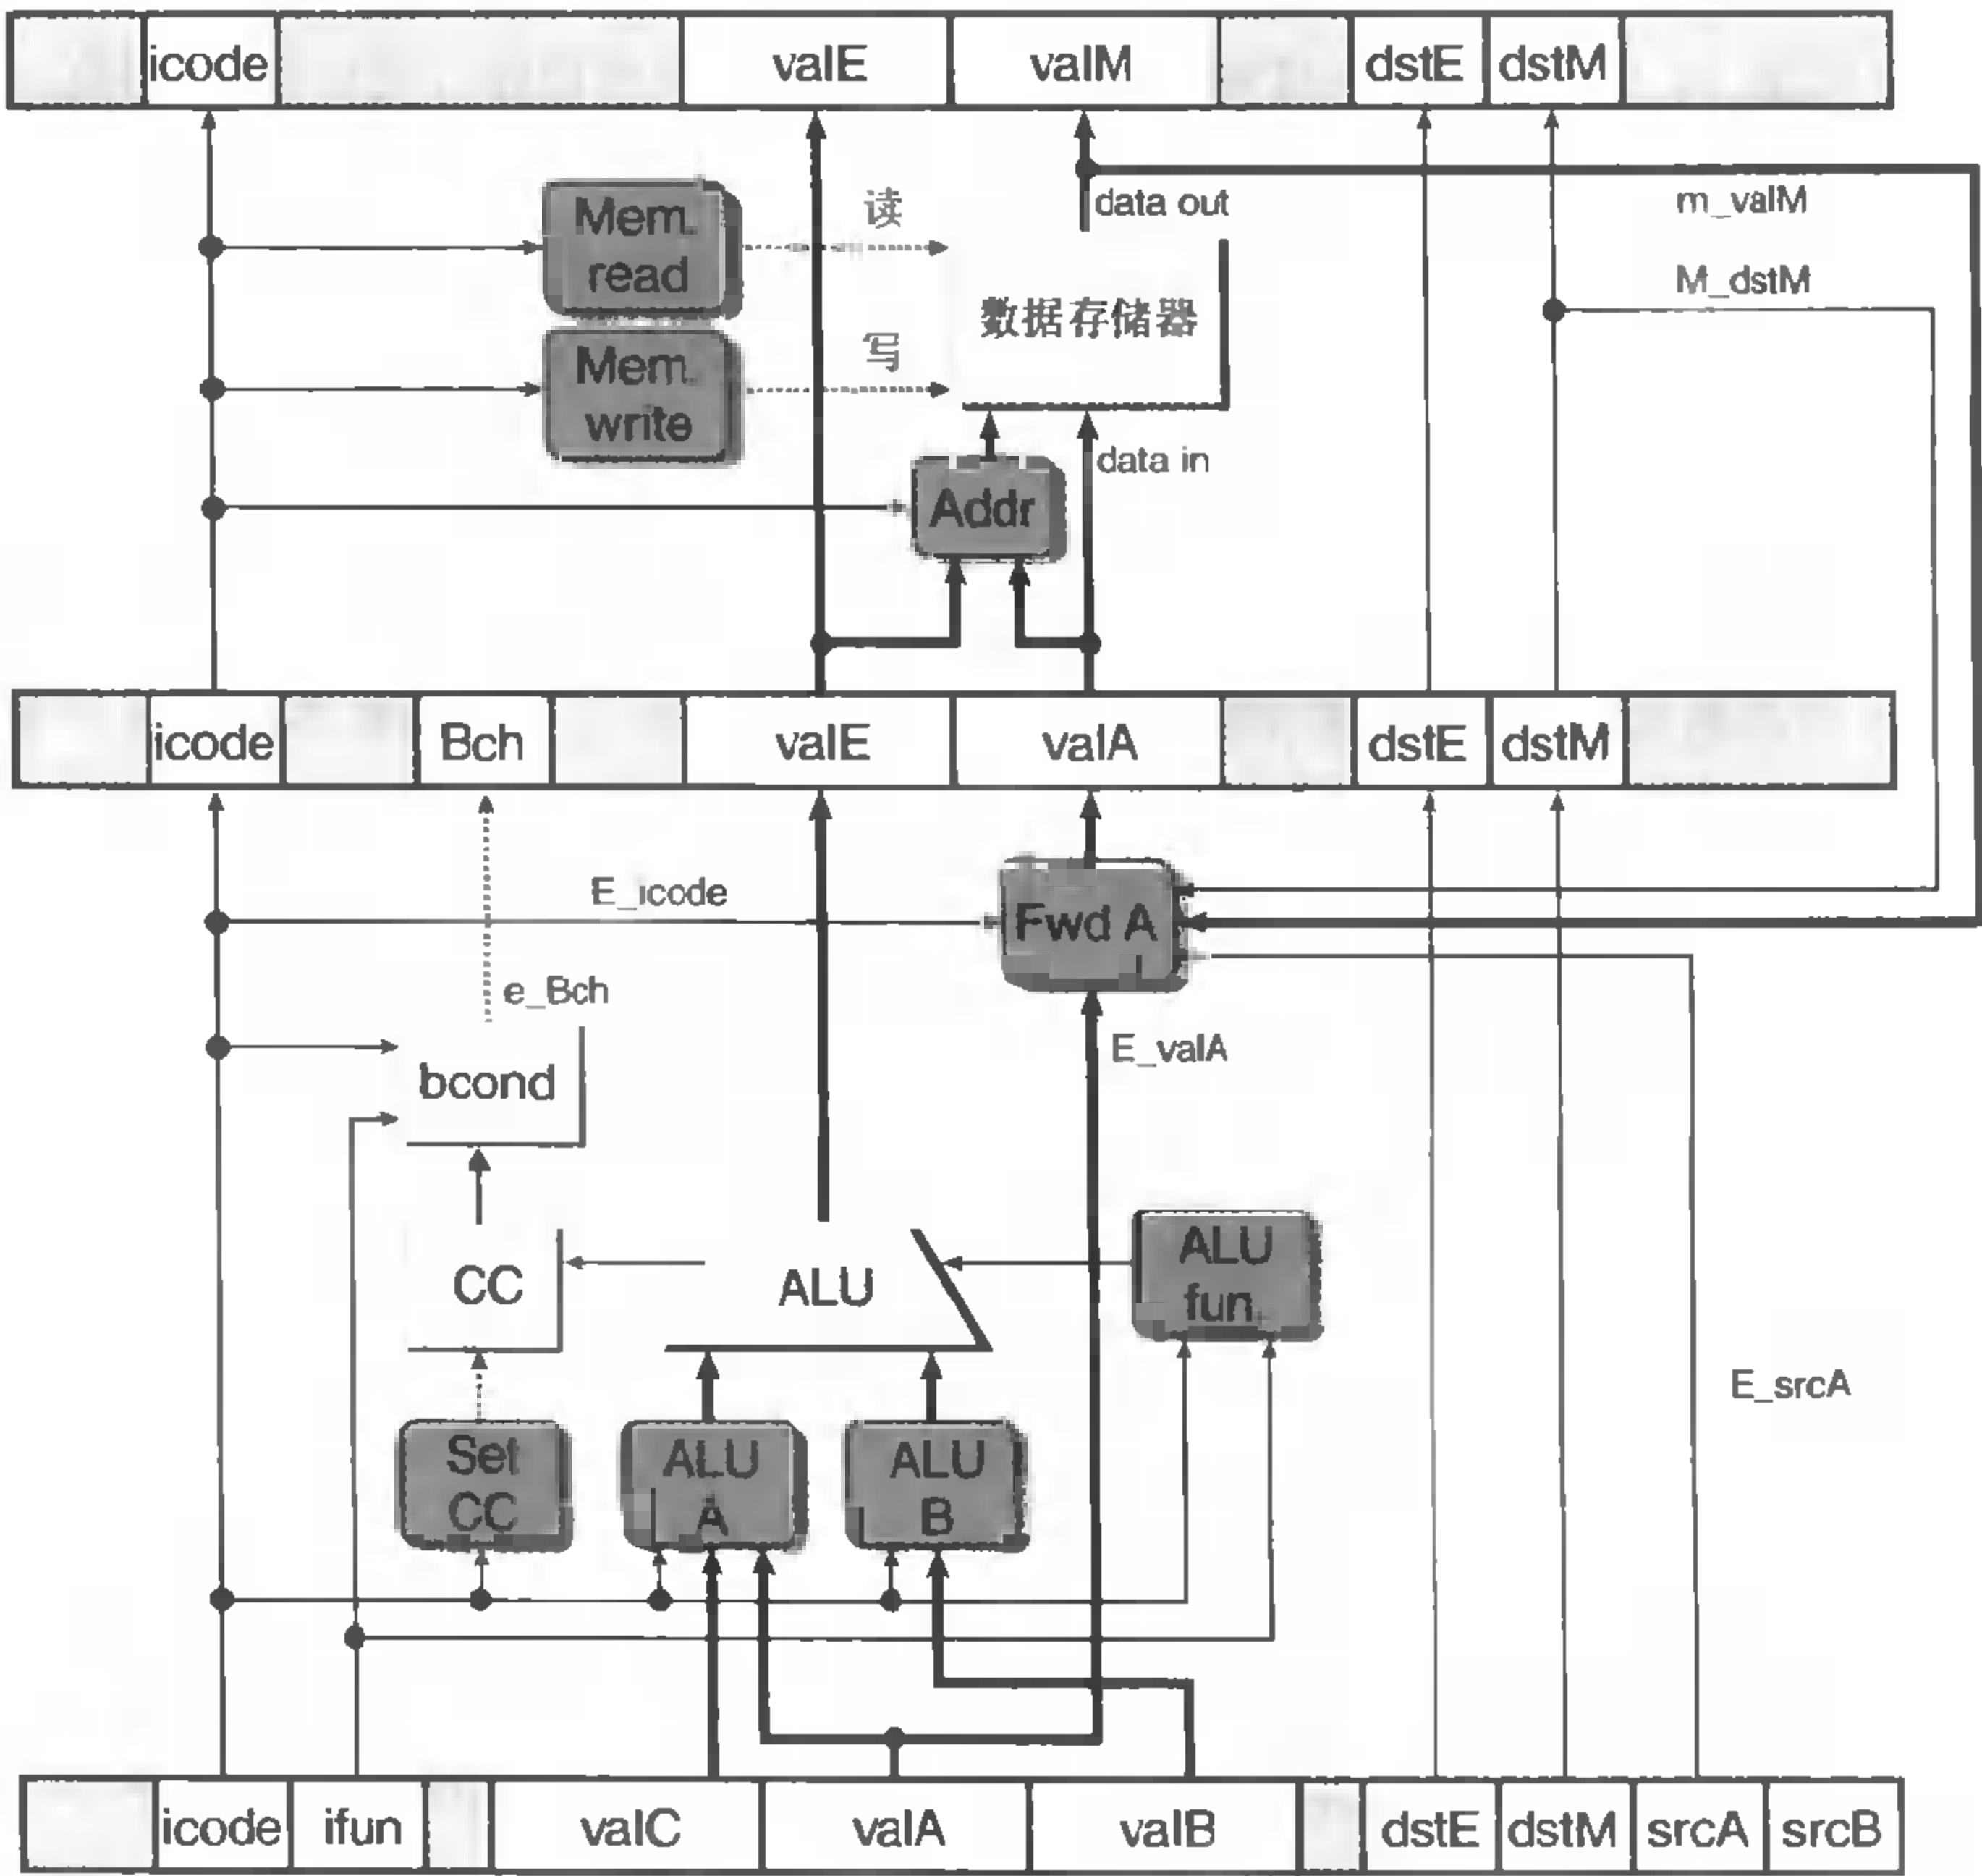 icode valE valM dstE dstM
Mem. read
读
data out
m_valM
M_dstM
数据存储器
Mem. write
写
data in
Addr
icode Bch valE valA dstE dstM
E_icode
Fwd A
e_Bch
E_valA
bcond
CC
ALU
ALU fun.
E_srcA
Set CC
ALU A
ALU B
icode ifun valC valA valB dstE dstM srcA srcB